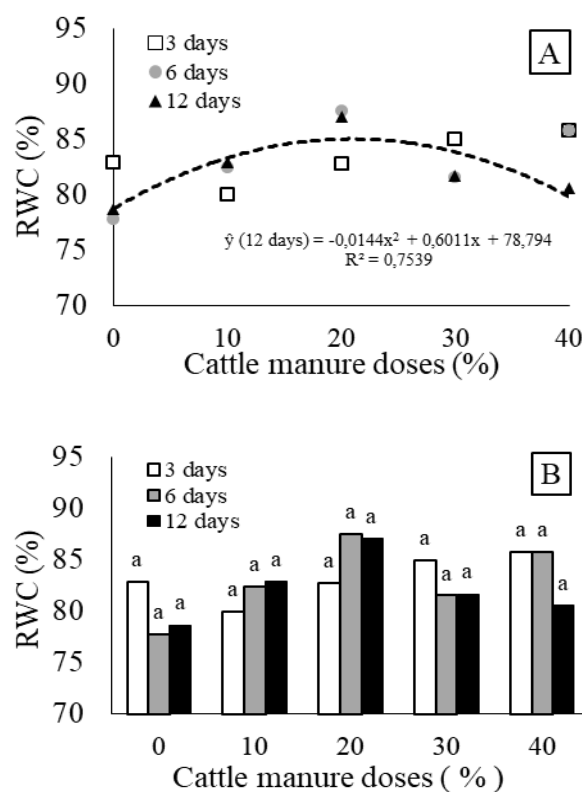 95
90
85
80
75
70
RWC (%)
3 days
6 days
12 days
A
ŷ (12 days) = -0,0144x² + 0,6011x + 78,794
R² = 0,7539
0 10 20 30 40
Cattle manure doses (%)
95
90
85
80
75
70
RWC (%)
3 days
6 days
12 days
B
a a a
a a a
a a a
a a a
a a a
0 10 20 30 40
Cattle manure doses ( % )